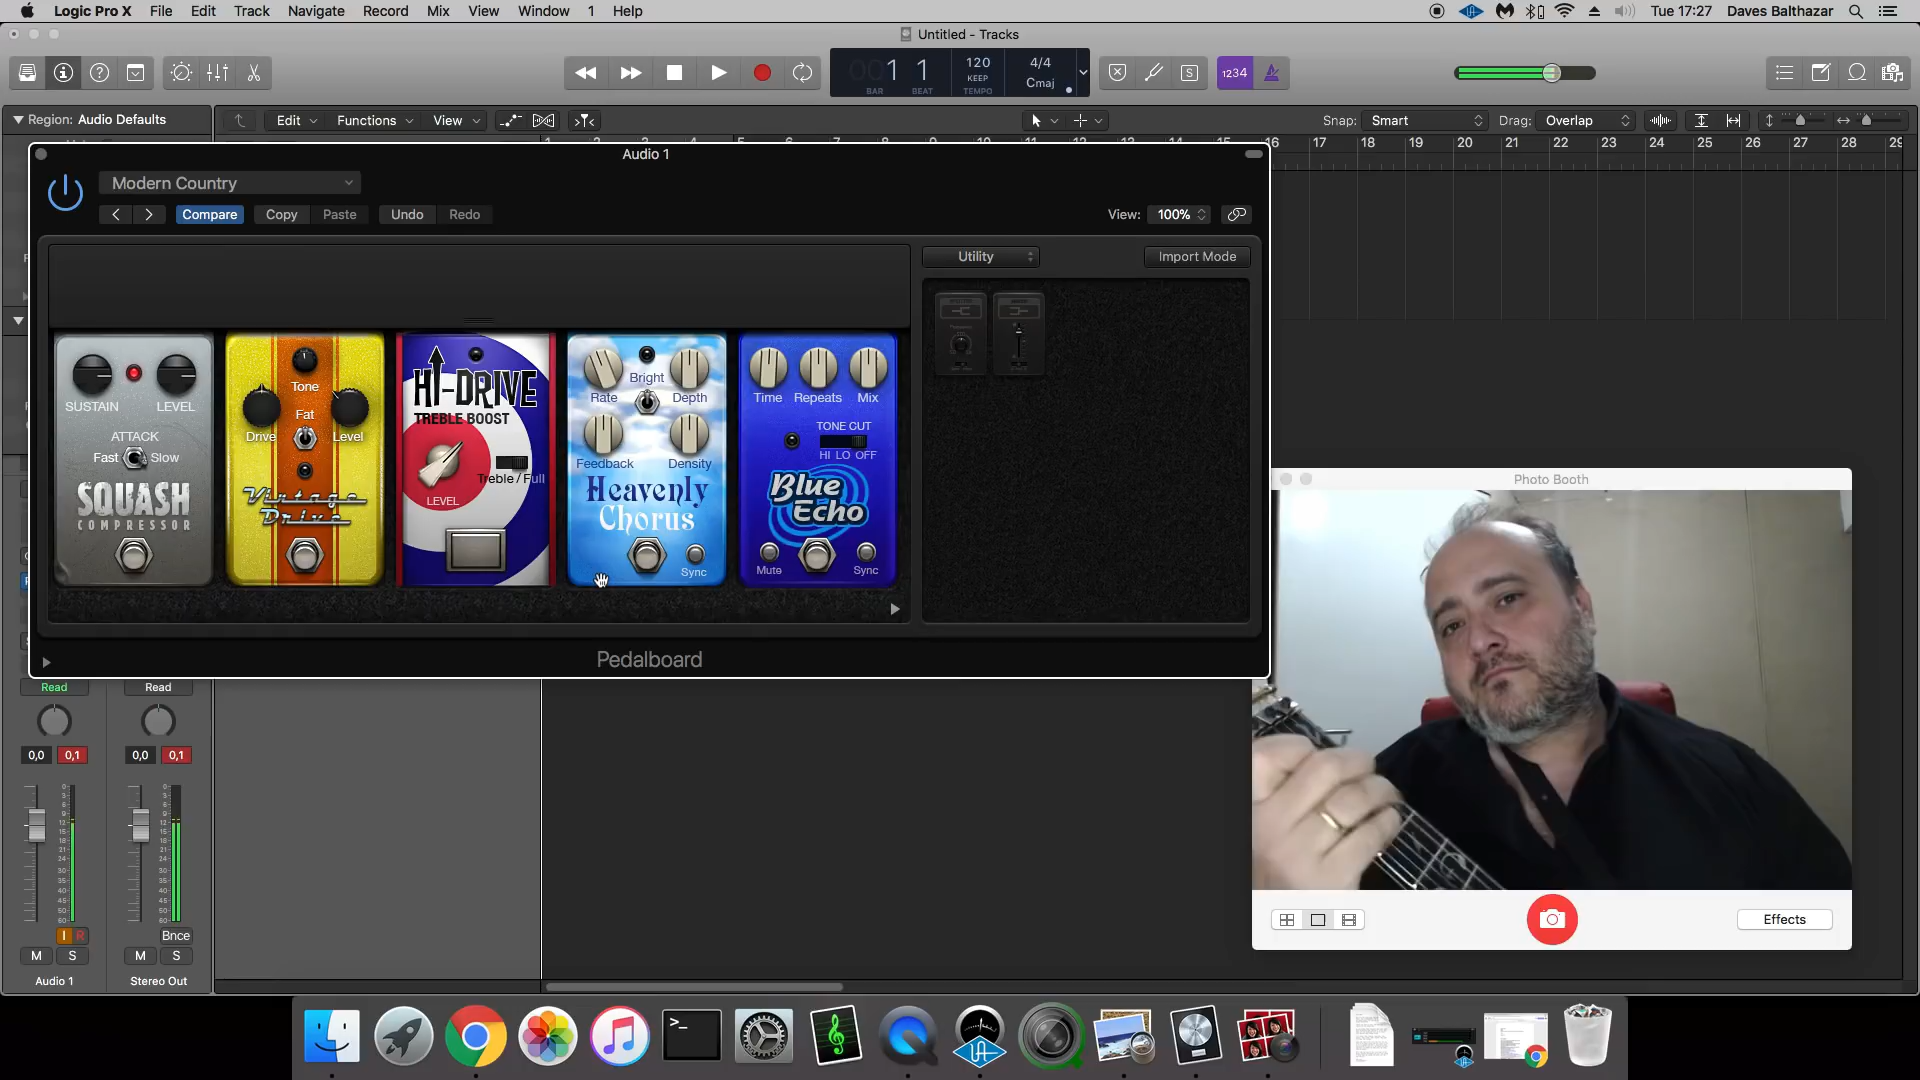 Logic Pro X File Edit Track Navigate Record Mix View Window 1 Help Tue 17:27 Daves Balthazar
Untitled - Tracks
1 1 120 4/4
KEEP Cmaj
BAR BEAT TEMPO
S 1234
Region: Audio Defaults Edit Functions View Snap: Smart Drag: Overlap
16 17 18 19 20 21 22 23 24 25 26 27 28 29
Audio 1
Modern Country
Compare Copy Paste Undo Redo View: 100%
Utility Import Mode
SUSTAIN LEVEL
ATTACK
Fast Slow
SQUASH
COMPRESSOR
Tone
Fat
Drive Level
Vintage
Drive
HI-DRIVE
TREBLE BOOST
Treble / Full
LEVEL
Bright
Rate Depth
Feedback Density
Heavenly
Chorus
Sync
Time Repeats Mix
TONE CUT
HI LO OFF
Blue
Echo
Mute Sync
Pedalboard
Read Read
0,0 0,1 0,0 0,1
I R Bnce
M S M S
Audio 1 Stereo Out
Photo Booth
Effects